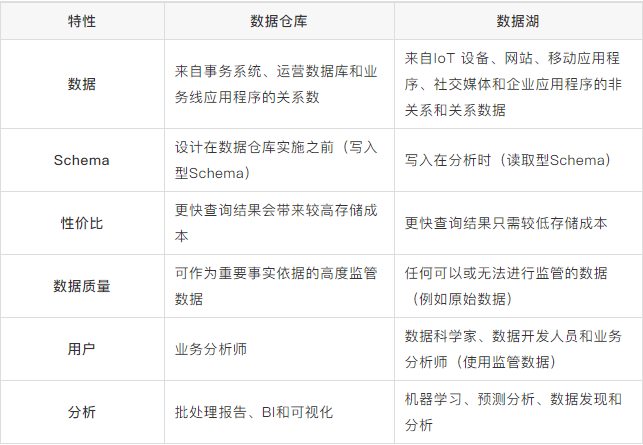 特性
数据仓库
数据湖
数据
来自事务系统、运营数据库和业
务线应用程序的关系数
来自IoT 设备、网站、移动应用程
序、社交媒体和企业应用程序的非
关系和关系数据
Schema
设计在数据仓库实施之前（写入
型Schema）
写入在分析时（读取型Schema）
性价比
更快查询结果会带来较高存储成
本
更快查询结果只需较低存储成本
数据质量
可作为重要事实依据的高度监管
数据
任何可以或无法进行监管的数据
（例如原始数据）
用户
业务分析师
数据科学家、数据开发人员和业务
分析师（使用监管数据）
分析
批处理报告、BI和可视化
机器学习、预测分析、数据发现和
分析